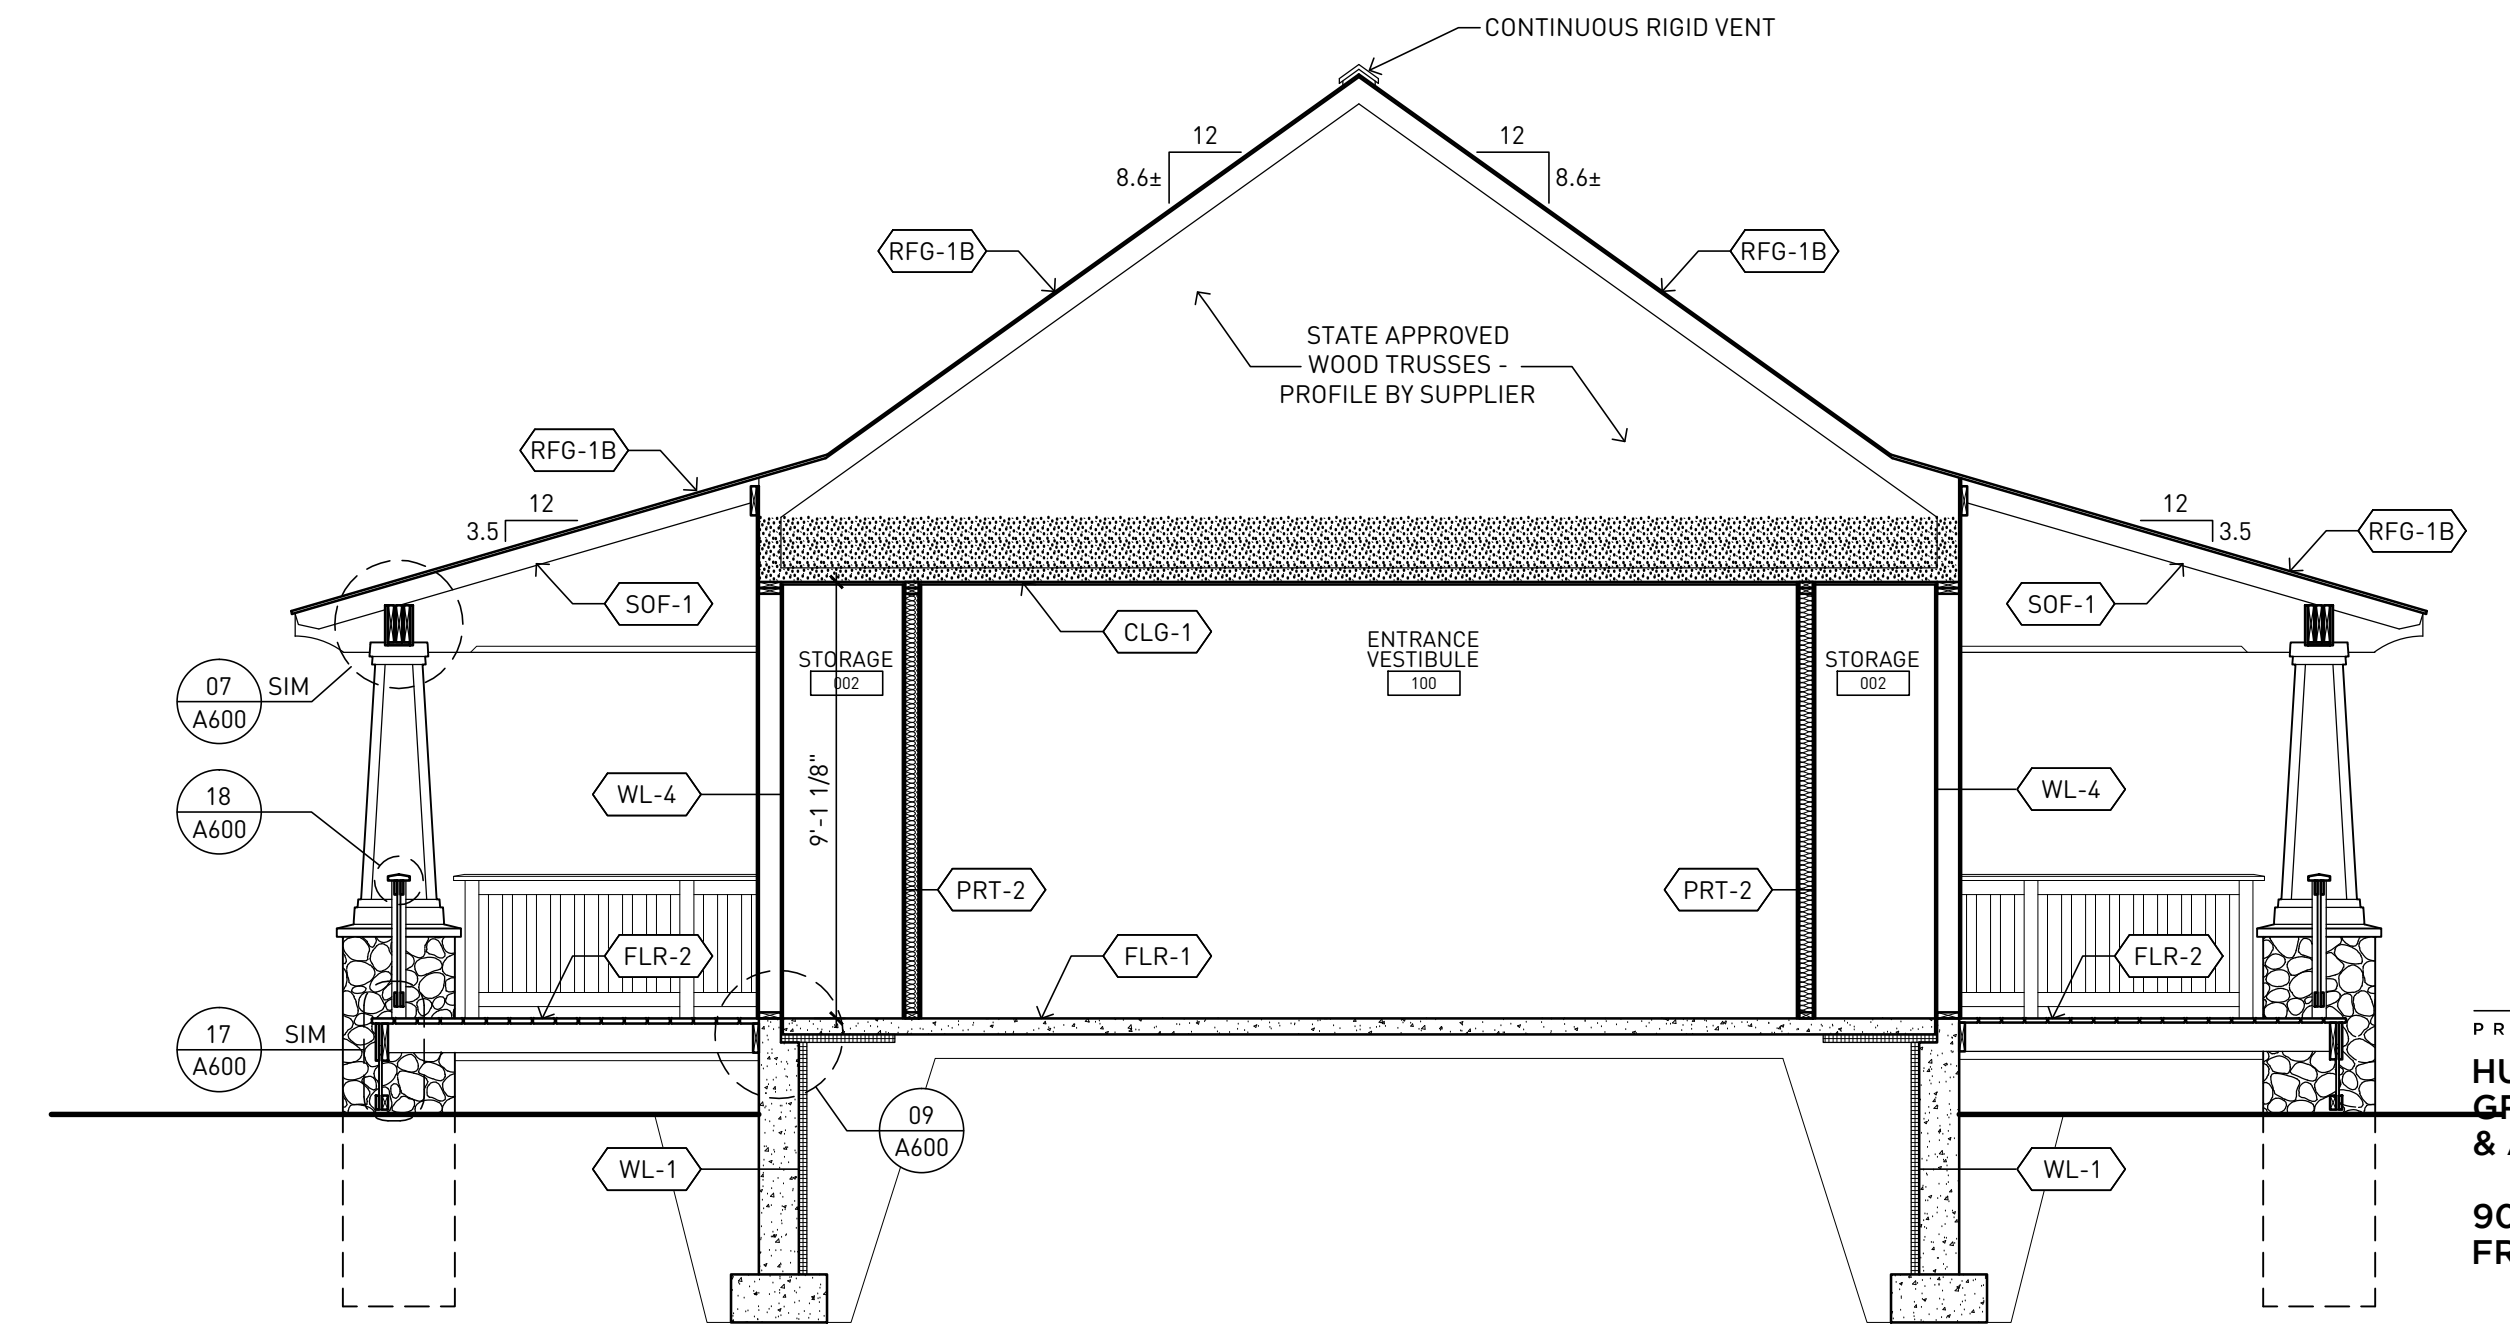 CONTINUOUS RIGID VENT
12
12
8.6±
8.6±
RFG-1B
RFG-1B
STATE APPROVED
WOOD TRUSSES -
PROFILE BY SUPPLIER
RFG-1B
12
3.5
12
3.5
RFG-1B
SOF-1
SOF-1
CLG-1
ENTRANCE
VESTIBULE
100
STORAGE
002
STORAGE
002
07
A600
SIM
9'-1 1/8"
WL-4
WL-4
18
A600
PRT-2
PRT-2
FLR-2
FLR-1
FLR-2
17
A600
SIM
09
A600
WL-1
WL-1
P R
HU
GR
& A
90
FR